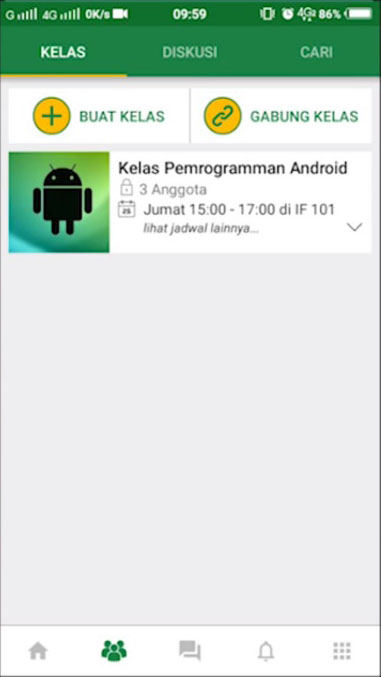 G 4G 0K/s 09:59 4G 86%
KELAS DISKUSI CARI
BUAT KELAS GABUNG KELAS
Kelas Pemrogramman Android
3 Anggota
Jumat 15:00 - 17:00 di IF 101
lihat jadwal lainnya...